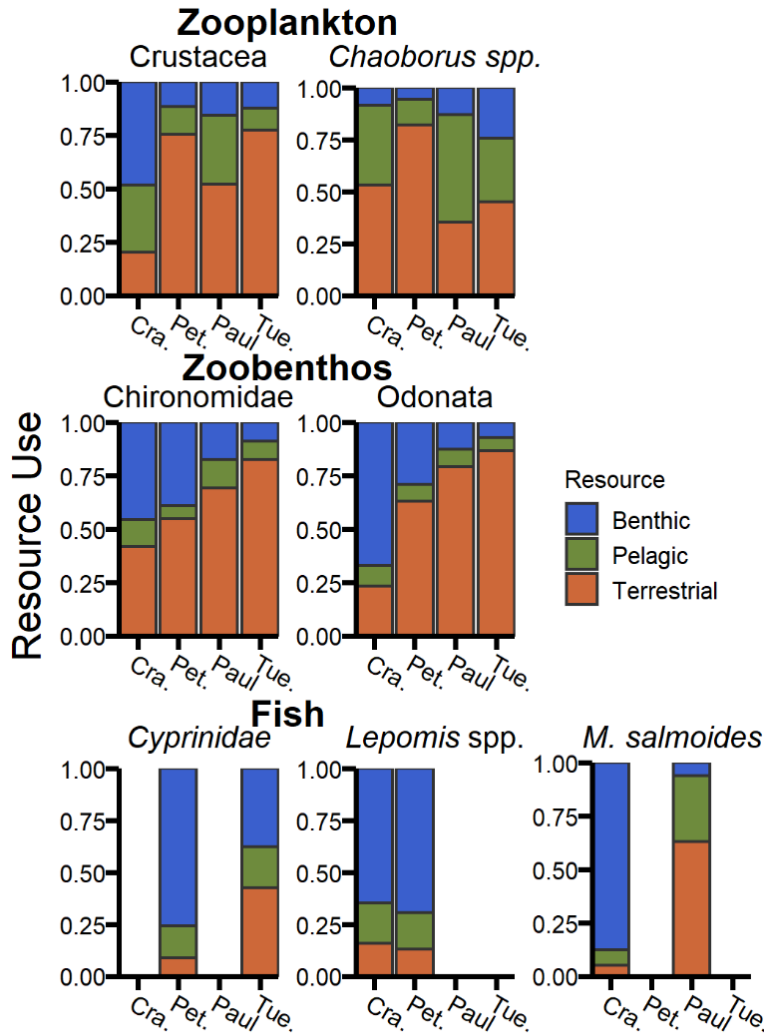 Zooplankton
Crustacea
Chaoborus spp.
1.00
0.75
0.50
0.25
0.00
Cra.
Pet.
Paul
Tue.
1.00
0.75
0.50
0.25
0.00
Cra.
Pet.
Paul
Tue.
Zoobenthos
Chironomidae
Odonata
Resource Use
1.00
0.75
0.50
0.25
0.00
Cra.
Pet.
Paul
Tue.
1.00
0.75
0.50
0.25
0.00
Cra.
Pet.
Paul
Tue.
Resource
Benthic
Pelagic
Terrestrial
Fish
Cyprinidae
Lepomis spp.
M. salmoides
1.00
0.75
0.50
0.25
0.00
Cra.
Pet.
Paul
Tue.
1.00
0.75
0.50
0.25
0.00
Cra.
Pet.
Paul
Tue.
1.00
0.75
0.50
0.25
0.00
Cra.
Pet.
Paul
Tue.